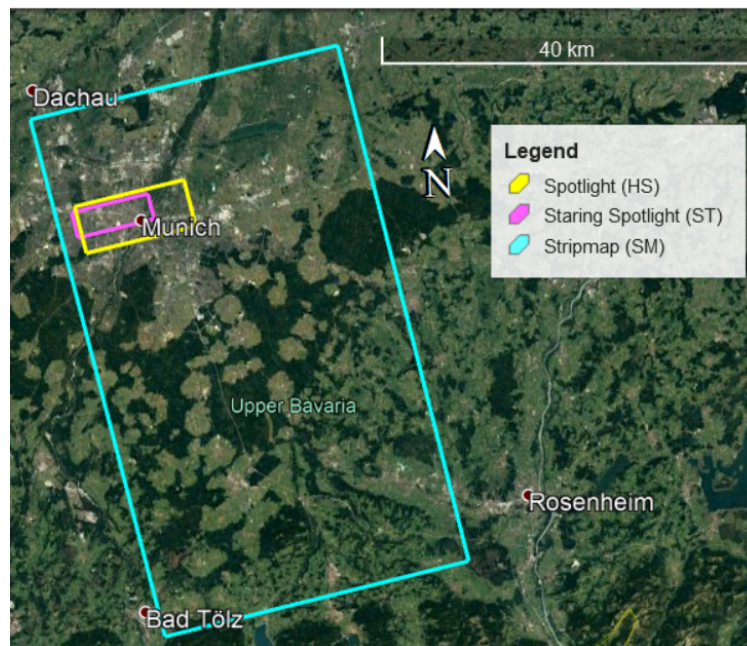 40 km
Dachau
N
Legend
Spotlight (HS)
Staring Spotlight (ST)
Stripmap (SM)
Munich
Upper Bavaria
Rosenheim
Bad Tölz